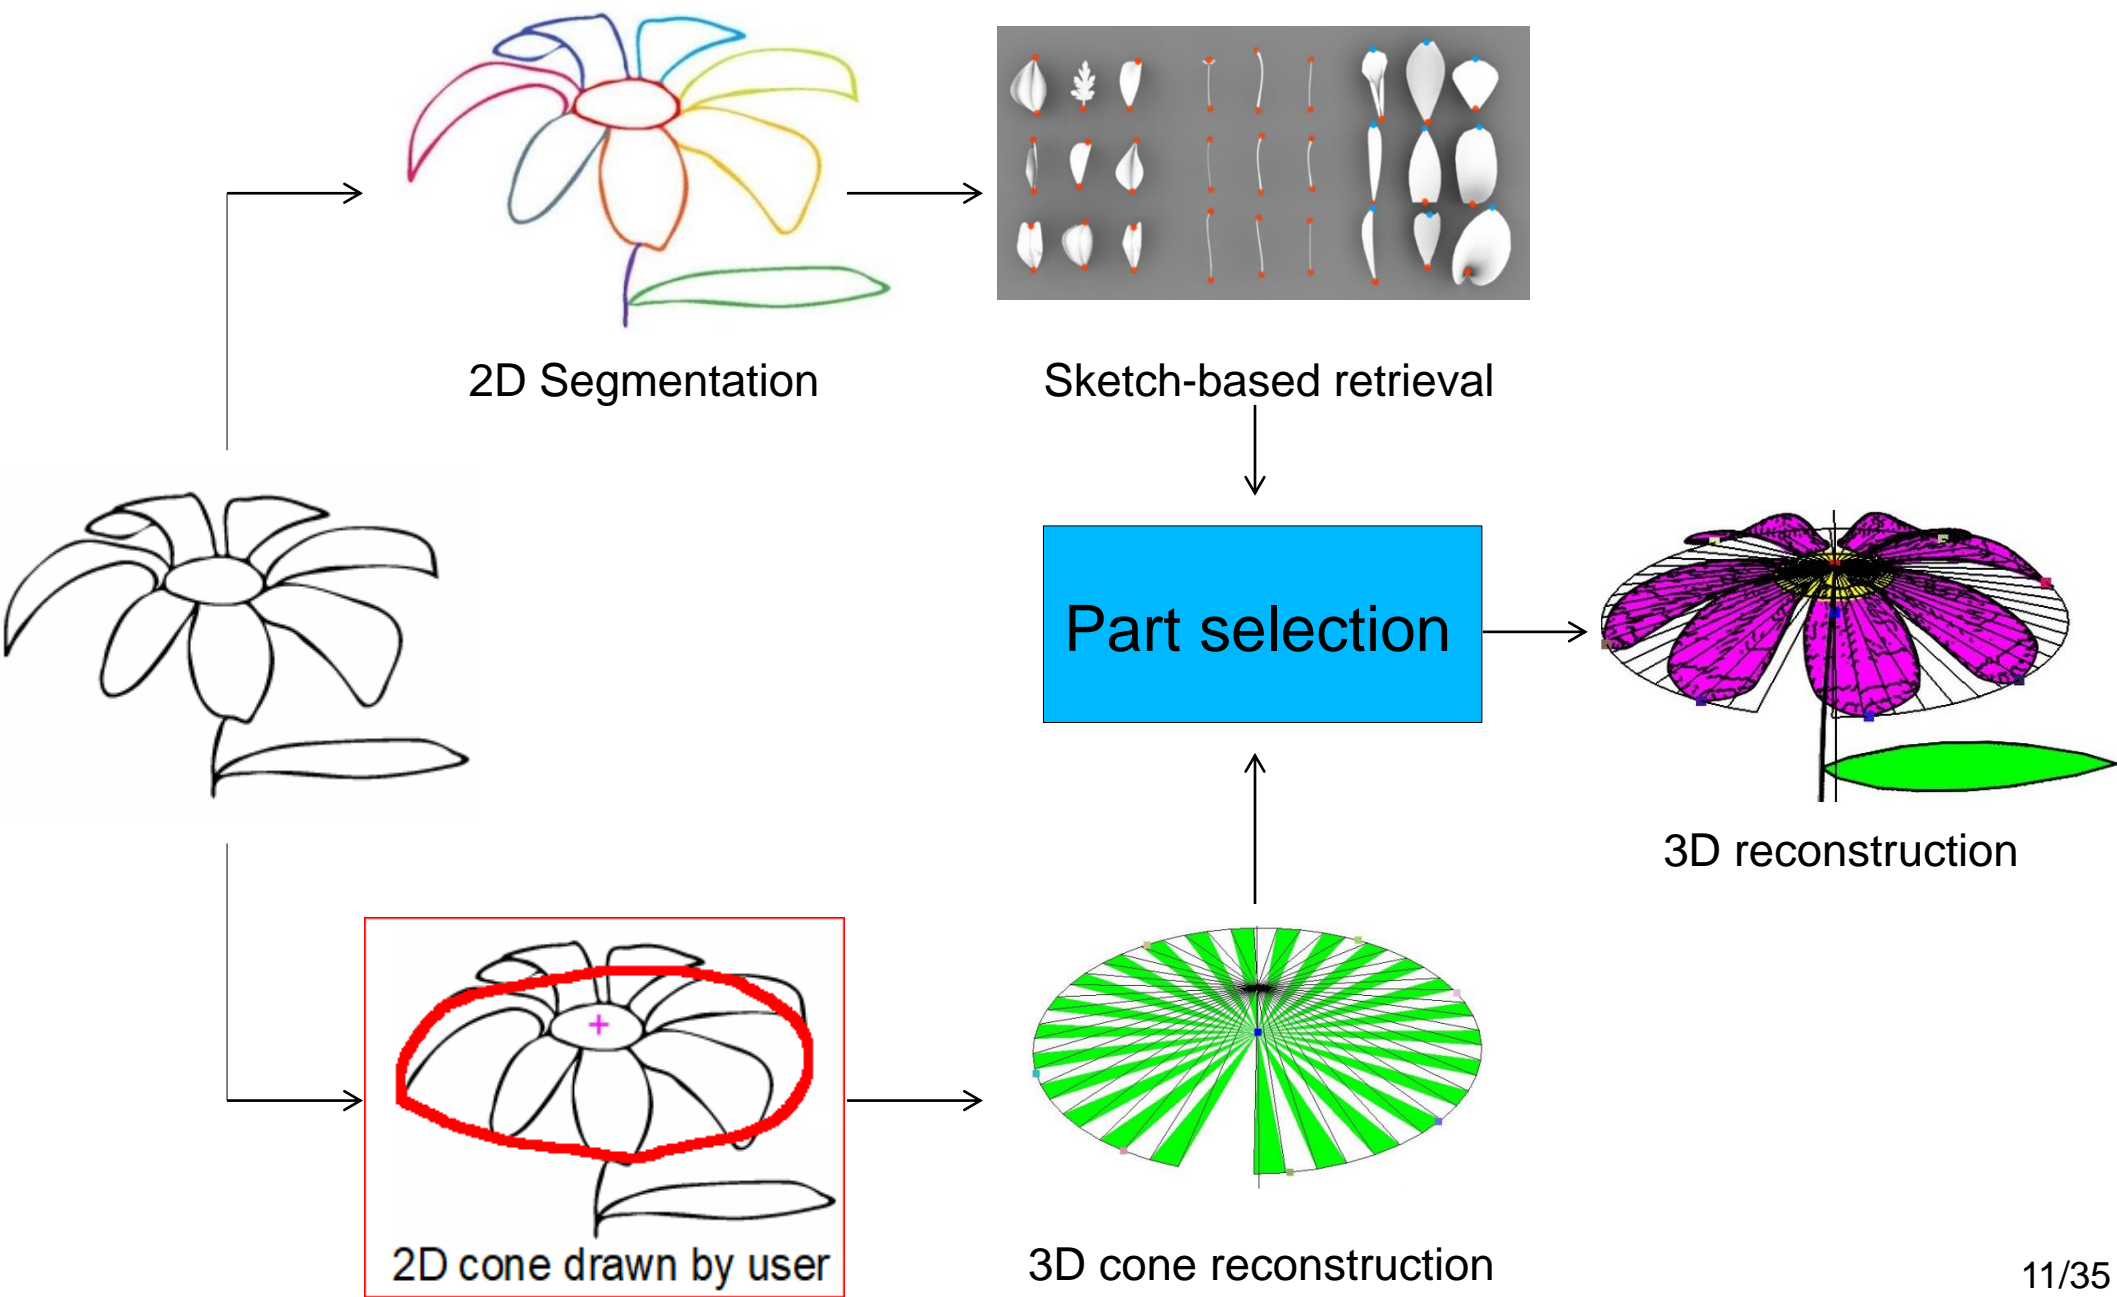 2D Segmentation
Sketch-based retrieval
Part selection
3D reconstruction
2D cone drawn by user
3D cone reconstruction
11/35